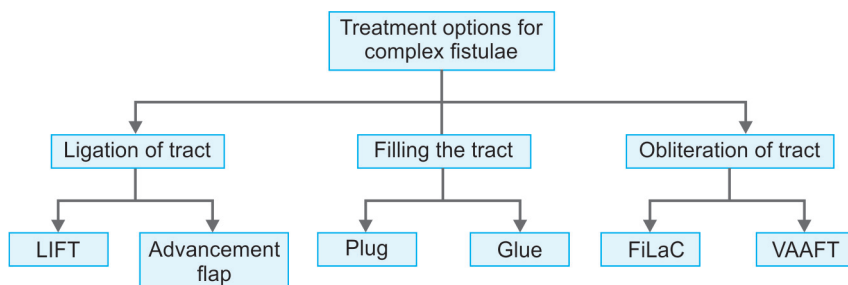 Treatment options for
complex fistulae
Ligation of tract
Filling the tract
Obliteration of tract
LIFT
Advancement
flap
Plug
Glue
FiLaC
VAAFT